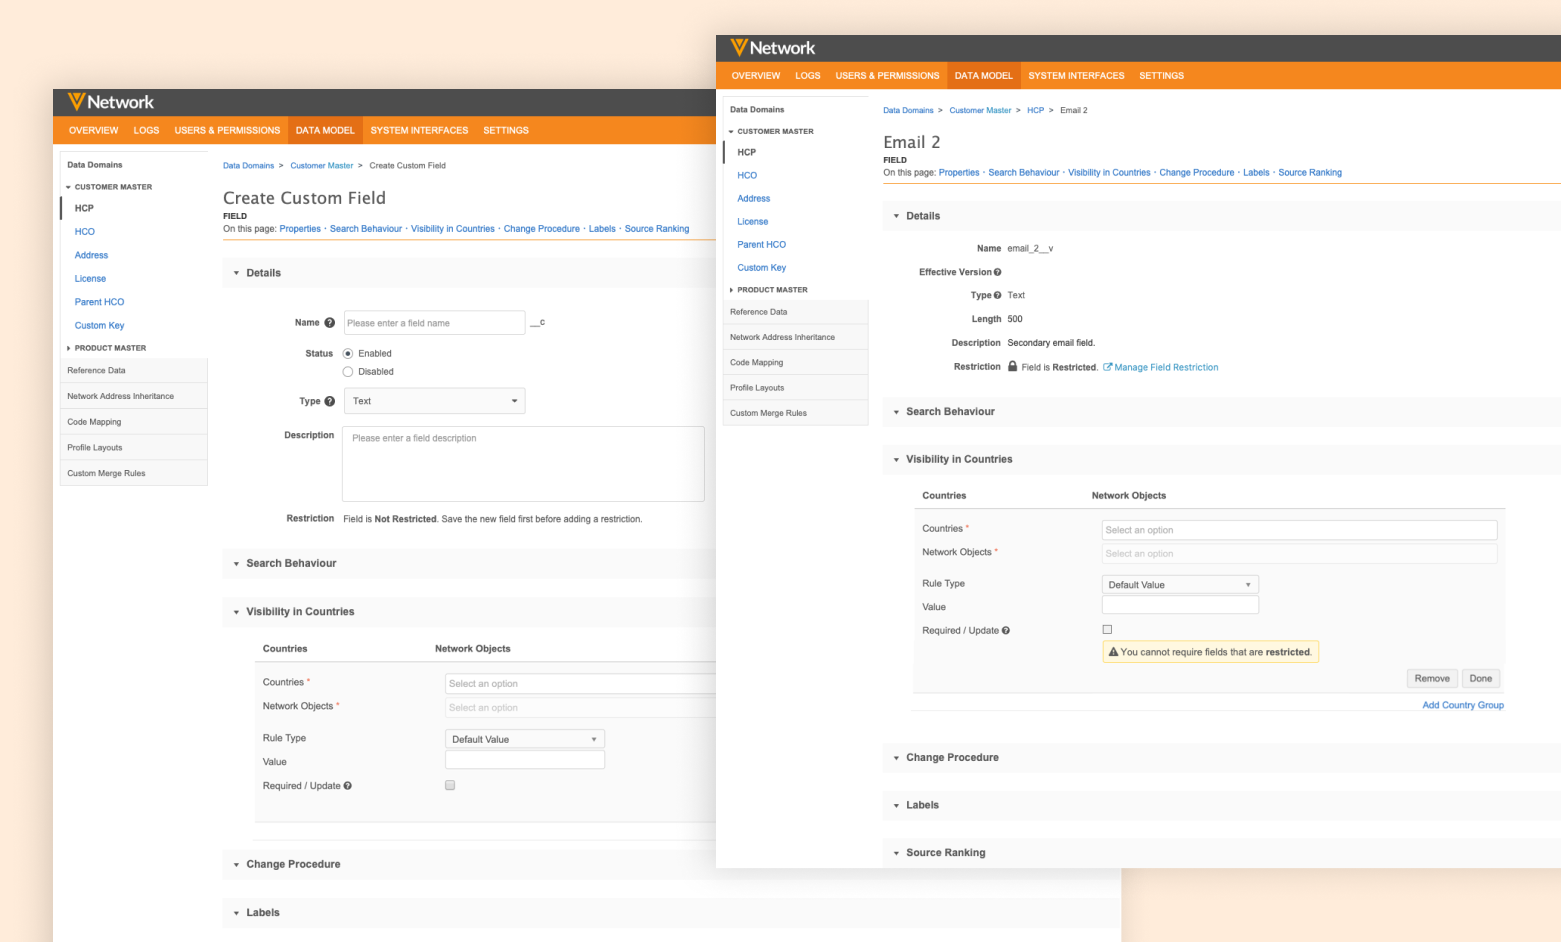 Network
OVERVIEW LOGS USERS & PERMISSIONS DATA MODEL SYSTEM INTERFACES SETTINGS
Data Domains
CUSTOMER MASTER
HCP
HCO
Address
License
Parent HCO
Custom Key
PRODUCT MASTER
Reference Data
Network Address Inheritance
Code Mapping
Profile Layouts
Custom Merge Rules
Data Domains > Customer Master > Create Custom Field
Create Custom Field
FIELD
On this page: Properties · Search Behaviour · Visibility in Countries · Change Procedure · Labels · Source Ranking
Details
Name ? Please enter a field name __c
Status Enabled
Disabled
Type ? Text
Description Please enter a field description
Restriction Field is Not Restricted. Save the new field first before adding a restriction.
Search Behaviour
Visibility in Countries
Countries Network Objects
Countries * Select an option
Network Objects * Select an option
Rule Type Default Value
Value
Required / Update ?
Change Procedure
Labels
Network
OVERVIEW LOGS USERS & PERMISSIONS DATA MODEL SYSTEM INTERFACES SETTINGS
Data Domains
CUSTOMER MASTER
HCP
HCO
Address
License
Parent HCO
Custom Key
PRODUCT MASTER
Reference Data
Network Address Inheritance
Code Mapping
Profile Layouts
Custom Merge Rules
Data Domains > Customer Master > HCP > Email 2
Email 2
FIELD
On this page: Properties · Search Behaviour · Visibility in Countries · Change Procedure · Labels · Source Ranking
Details
Name email_2__v
Effective Version ?
Type ? Text
Length 500
Description Secondary email field.
Restriction Field is Restricted. Manage Field Restriction
Search Behaviour
Visibility in Countries
Countries Network Objects
Countries * Select an option
Network Objects * Select an option
Rule Type Default Value
Value
Required / Update ?
You cannot require fields that are restricted.
Remove Done
Add Country Group
Change Procedure
Labels
Source Ranking